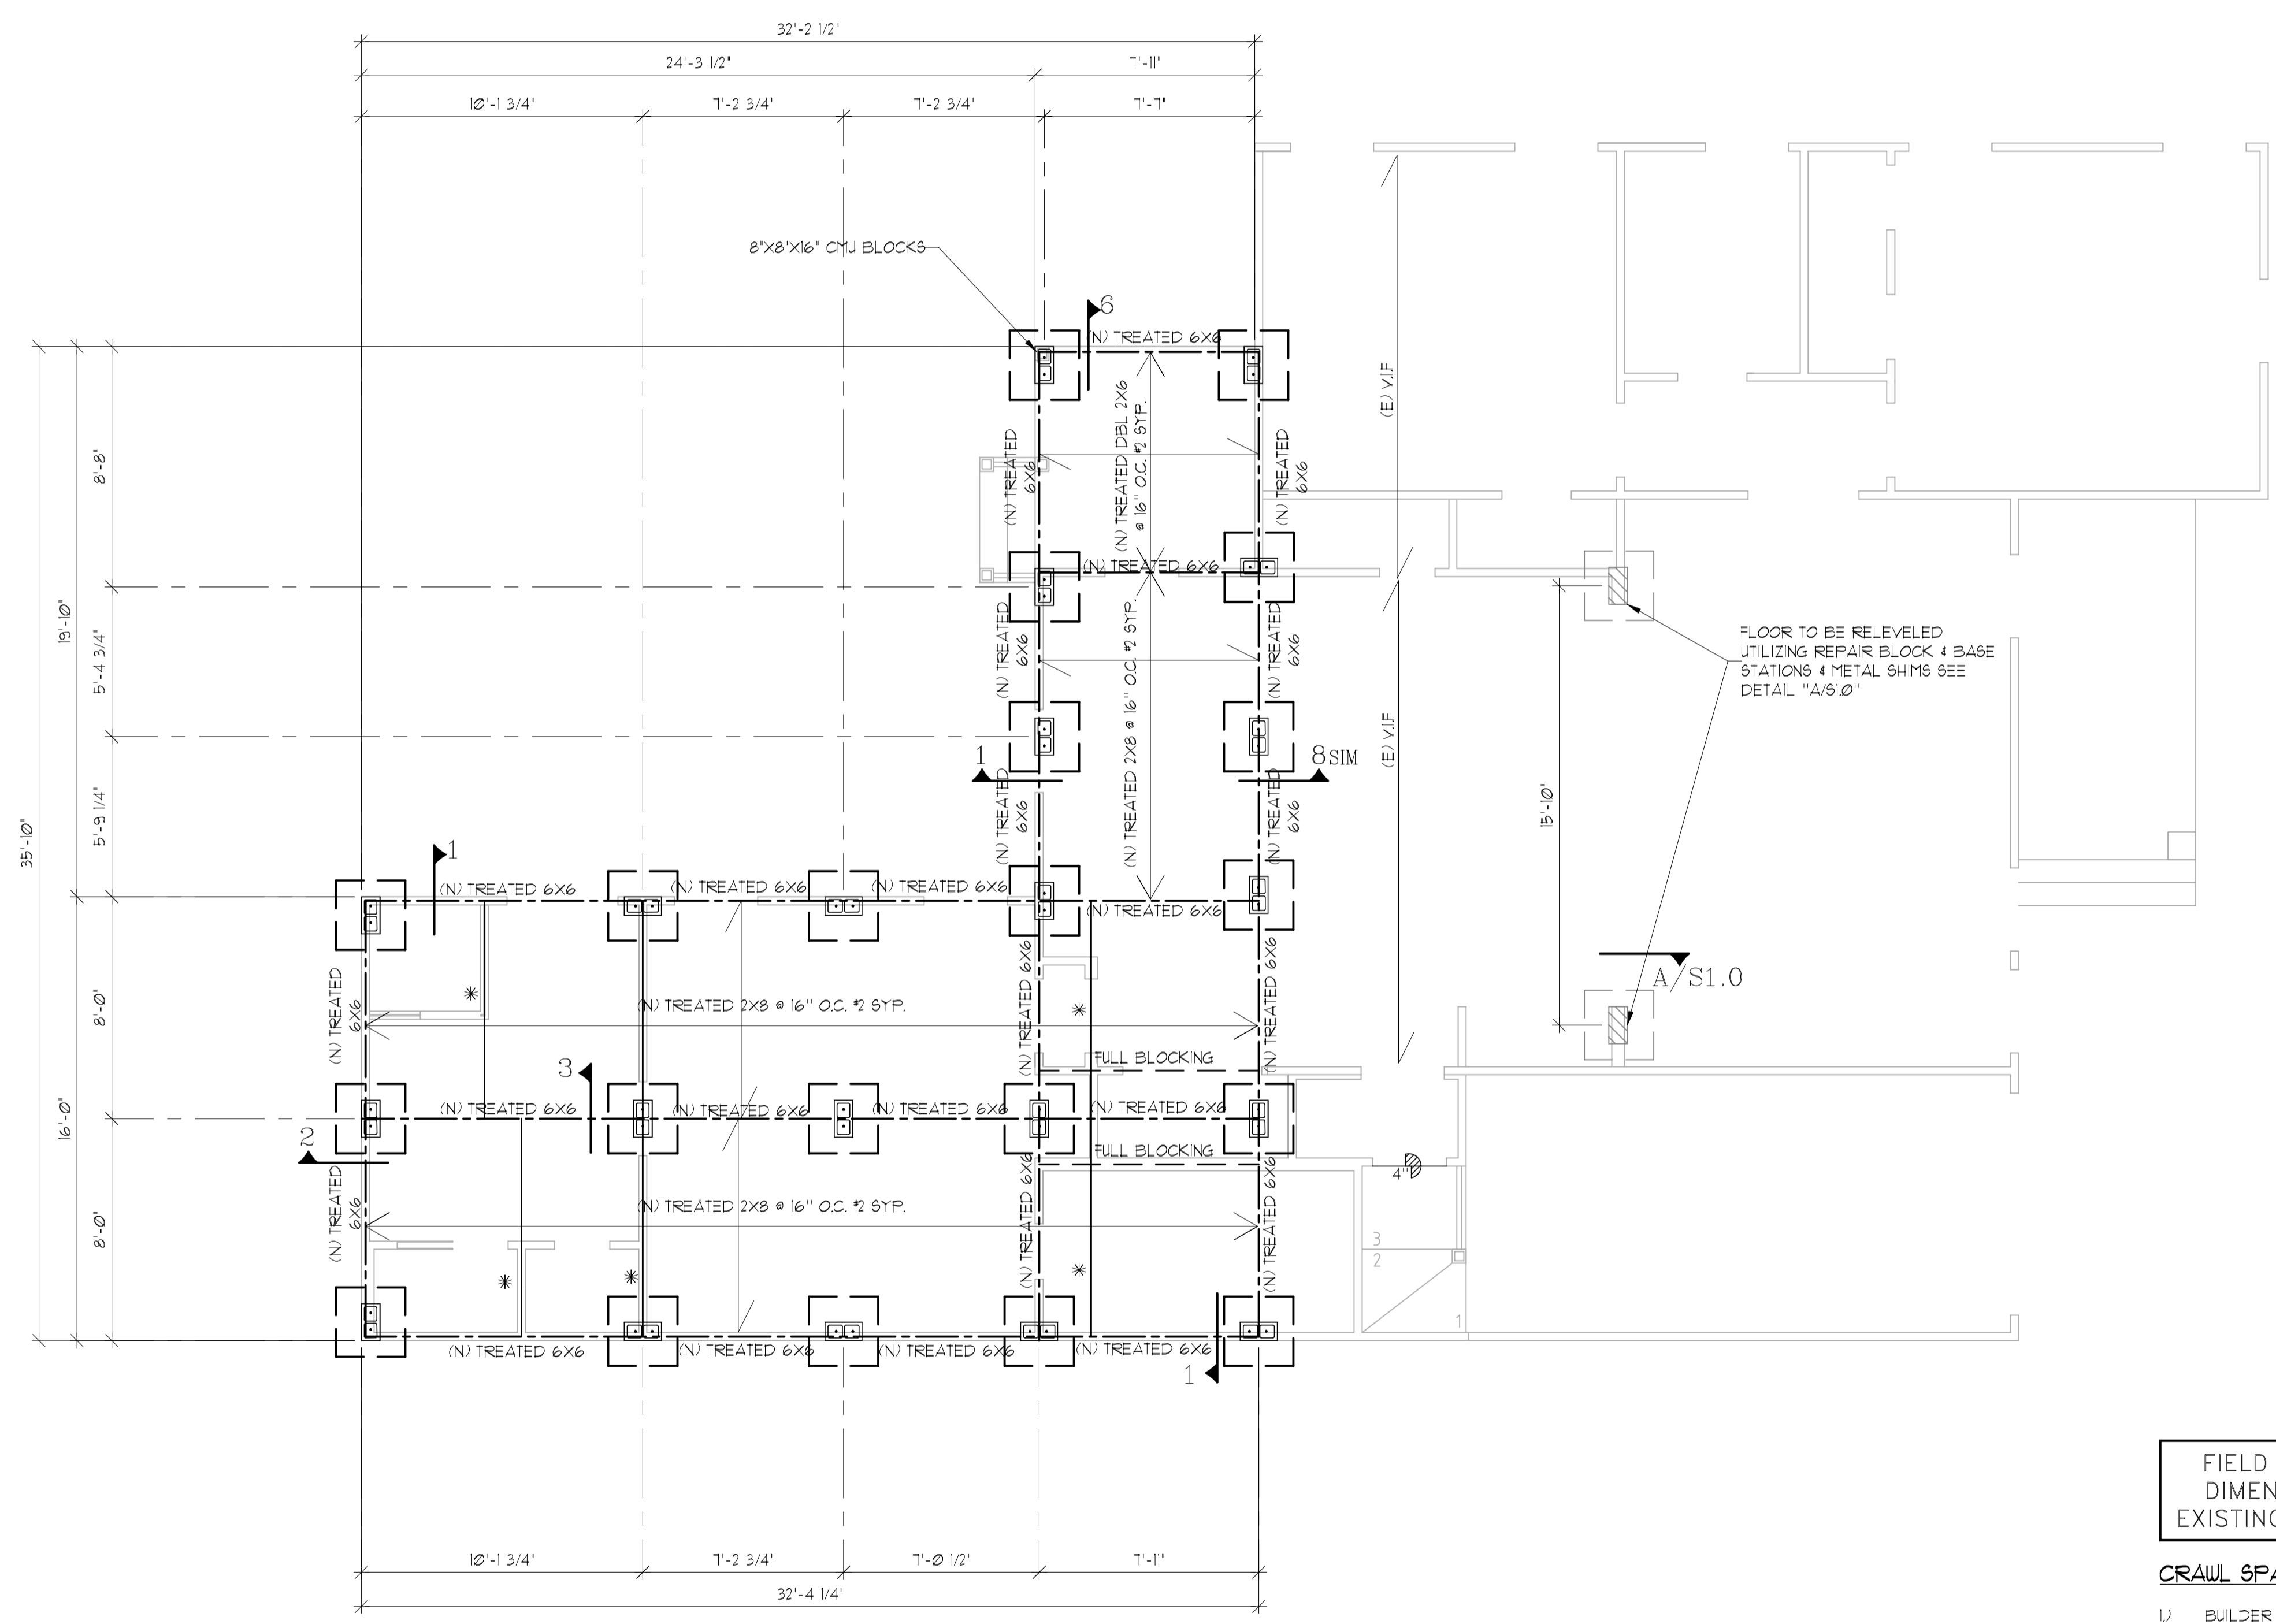 32'-2 1/2"
24'-3 1/2"
7'-11"
10'-1 3/4"
7'-2 3/4"
7'-2 3/4"
7'-7"
8"X8"X16" CMU BLOCKS
6
(N) TREATED 6X6
8'-8"
19'-10"
5'-4 3/4"
5'-9 1/4"
35'-10"
(N) TREATED
6X6
(N) TREATED DBL 2X6
@ 16" O.C. #2 SYP.
(N) TREATED
6X6
(E) V.I.F
(N) TREATED 6X6
(N) TREATED
6X6
(N) TREATED 2X8 @ 16" O.C. #2 SYP.
(N) TREATED
6X6
(E) V.I.F
FLOOR TO BE RELEVELED
UTILIZING REPAIR BLOCK & BASE
STATIONS & METAL SHIMS SEE
DETAIL "A/S1.0"
15'-10"
1
8 SIM
(N) TREATED
6X6
(N) TREATED
6X6
1
(N) TREATED 6X6
(N) TREATED 6X6
(N) TREATED 6X6
(N) TREATED 6X6
A/S1.0
8'-0"
16'-0"
8'-0"
(N) TREATED
6X6
*
(N) TREATED 2X8 @ 16" O.C. #2 SYP.
(N) TREATED 6X6
*
(N) TREATED 6X6
FULL BLOCKING
3
(N) TREATED 6X6
(N) TREATED 6X6
(N) TREATED 6X6
(N) TREATED 6X6
2
FULL BLOCKING
4"
(N) TREATED
6X6
(N) TREATED 2X8 @ 16" O.C. #2 SYP.
(N) TREATED 6X6
(N) TREATED 6X6
*
*
*
3
2
1
(N) TREATED 6X6
(N) TREATED 6X6
(N) TREATED 6X6
(N) TREATED 6X6
1
10'-1 3/4"
7'-2 3/4"
7'-0 1/2"
7'-11"
32'-4 1/4"
FIELD
DIMEN
EXISTING
CRAWL SPA
1.) BUILDER